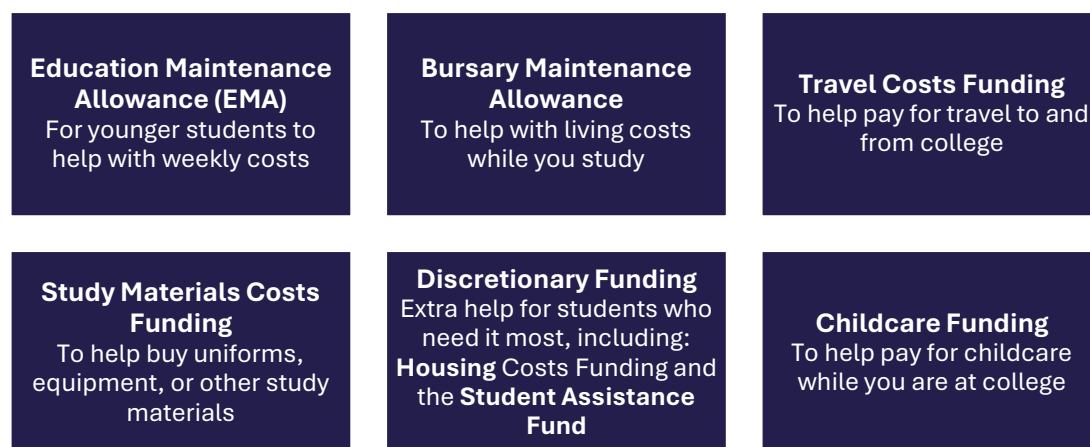 Education Maintenance
Allowance (EMA)
For younger students to
help with weekly costs
Bursary Maintenance
Allowance
To help with living costs
while you study
Travel Costs Funding
To help pay for travel to and
from college
Study Materials Costs
Funding
To help buy uniforms,
equipment, or other study
materials
Discretionary Funding
Extra help for students who
need it most, including:
Housing Costs Funding and
the Student Assistance
Fund
Childcare Funding
To help pay for childcare
while you are at college